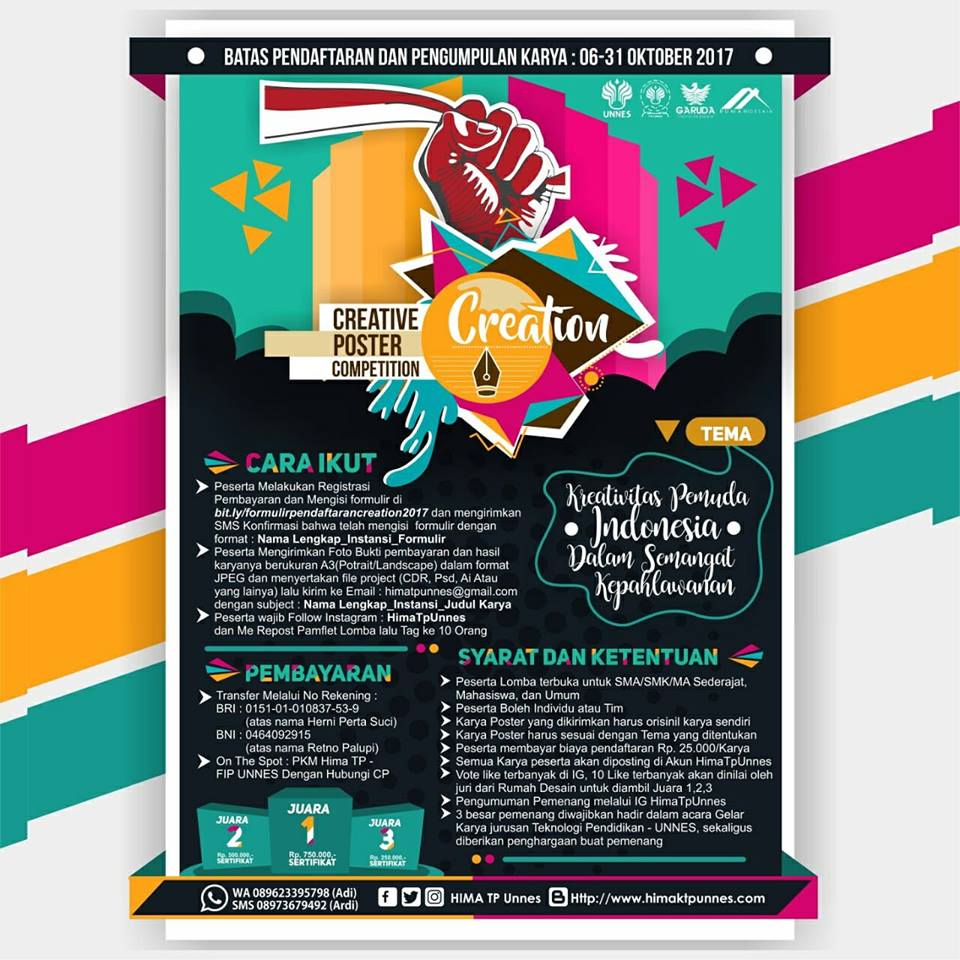 BATAS PENDAFTARAN DAN PENGUMPULAN KARYA : 06-31 OKTOBER 2017
UNNES
GARUDA
CREATIVE
POSTER
COMPETITION
Creation
TEMA
Kreativitas Pemuda
Indonesia
Dalam Semangat
Kepahlawanan
CARA IKUT
Peserta Melakukan Registrasi
Pembayaran dan Mengisi formulir di
bit.ly/formulirpendaftarancreation2017 dan mengirimkan
SMS Konfirmasi bahwa telah mengisi formulir dengan
format : Nama Lengkap_Instansi_Formulir
Peserta Mengirimkan Foto Bukti pembayaran dan hasil
karyanya berukuran A3(Potrait/Landscape) dalam format
JPEG dan menyertakan file project (CDR, Psd, Ai Atau
yang lainya) lalu kirim ke Email : himatpunnes@gmail.com
dengan subject : Nama Lengkap_Instansi_Judul Karya
Peserta wajib Follow Instagram : HimaTpUnnes
dan Me Repost Pamflet Lomba lalu Tag ke 10 Orang
PEMBAYARAN
Transfer Melalui No Rekening :
BRI : 0151-01-010837-53-9
(atas nama Herni Perta Suci)
BNI : 0464092915
(atas nama Retno Palupi)
On The Spot : PKM Hima TP -
FIP UNNES Dengan Hubungi CP
JUARA
2
Rp. 500.000,-
SERTIFIKAT
JUARA
1
Rp. 750.000,-
SERTIFIKAT
JUARA
3
Rp. 250.000,-
SERTIFIKAT
SYARAT DAN KETENTUAN
Peserta Lomba terbuka untuk SMA/SMK/MA Sederajat,
Mahasiswa, dan Umum
Peserta Boleh Individu atau Tim
Karya Poster yang dikirimkan harus orisinil karya sendiri
Karya Poster harus sesuai dengan Tema yang ditentukan
Peserta membayar biaya pendaftaran Rp. 25.000/Karya
Semua Karya peserta akan diposting di Akun HimaTpUnnes
Vote like terbanyak di IG, 10 Like terbanyak akan dinilai oleh
juri dari Rumah Desain untuk diambil Juara 1,2,3
Pengumuman Pemenang melalui IG HimaTpUnnes
3 besar pemenang diwajibkan hadir dalam acara Gelar
Karya jurusan Teknologi Pendidikan - UNNES, sekaligus
diberikan penghargaan buat pemenang
WA 089623395798 (Adi)
SMS 08973679492 (Ardi)
HIMA TP Unnes
Http://www.himaktpunnes.com